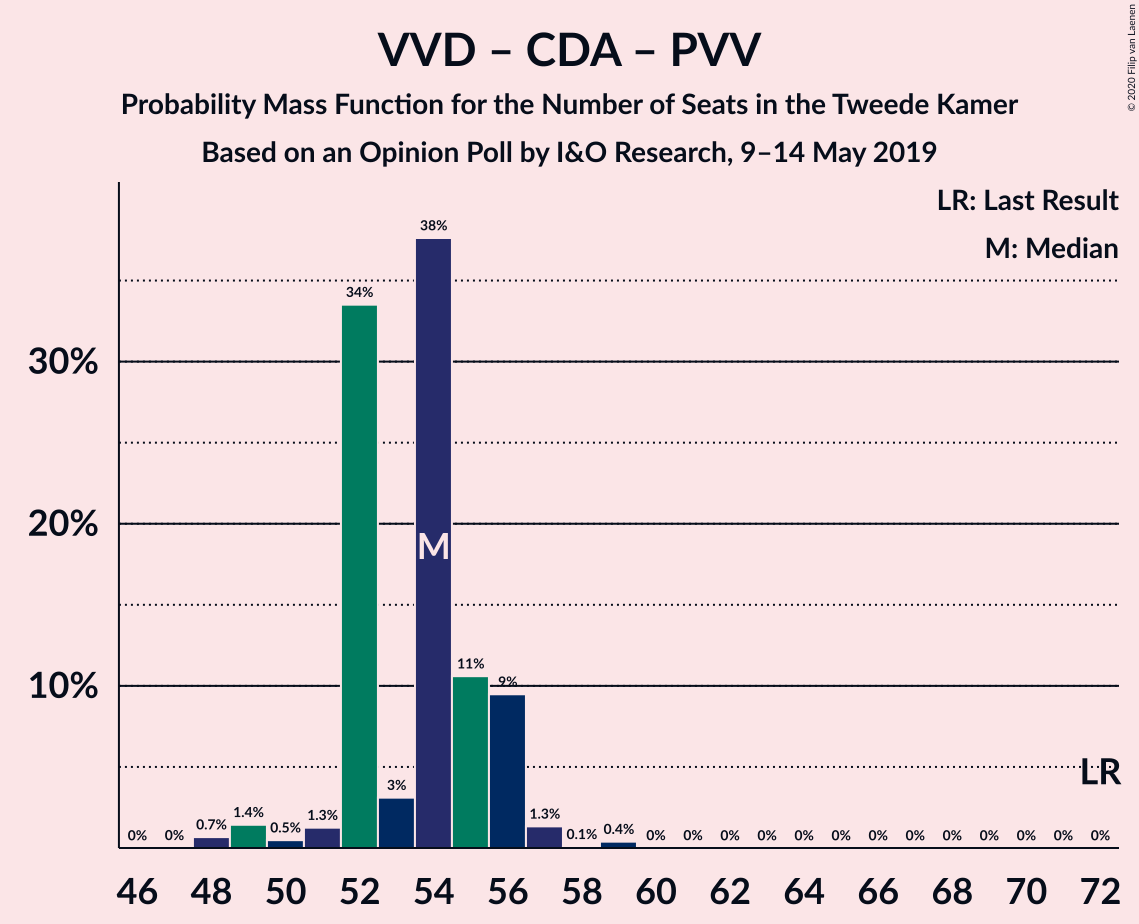 VVD – CDA – PVV
Probability Mass Function for the Number of Seats in the Tweede Kamer
Based on an Opinion Poll by I&O Research, 9–14 May 2019
© 2020 Filip van Laenen
LR: Last Result
M: Median
38%
34%
30%
20%
M
11%
10%
9%
LR
3%
0% 0% 0.7% 1.4% 0.5% 1.3% 1.3% 0.1% 0.4% 0% 0% 0% 0% 0% 0% 0% 0% 0% 0% 0% 0% 0%
46 48 50 52 54 56 58 60 62 64 66 68 70 72